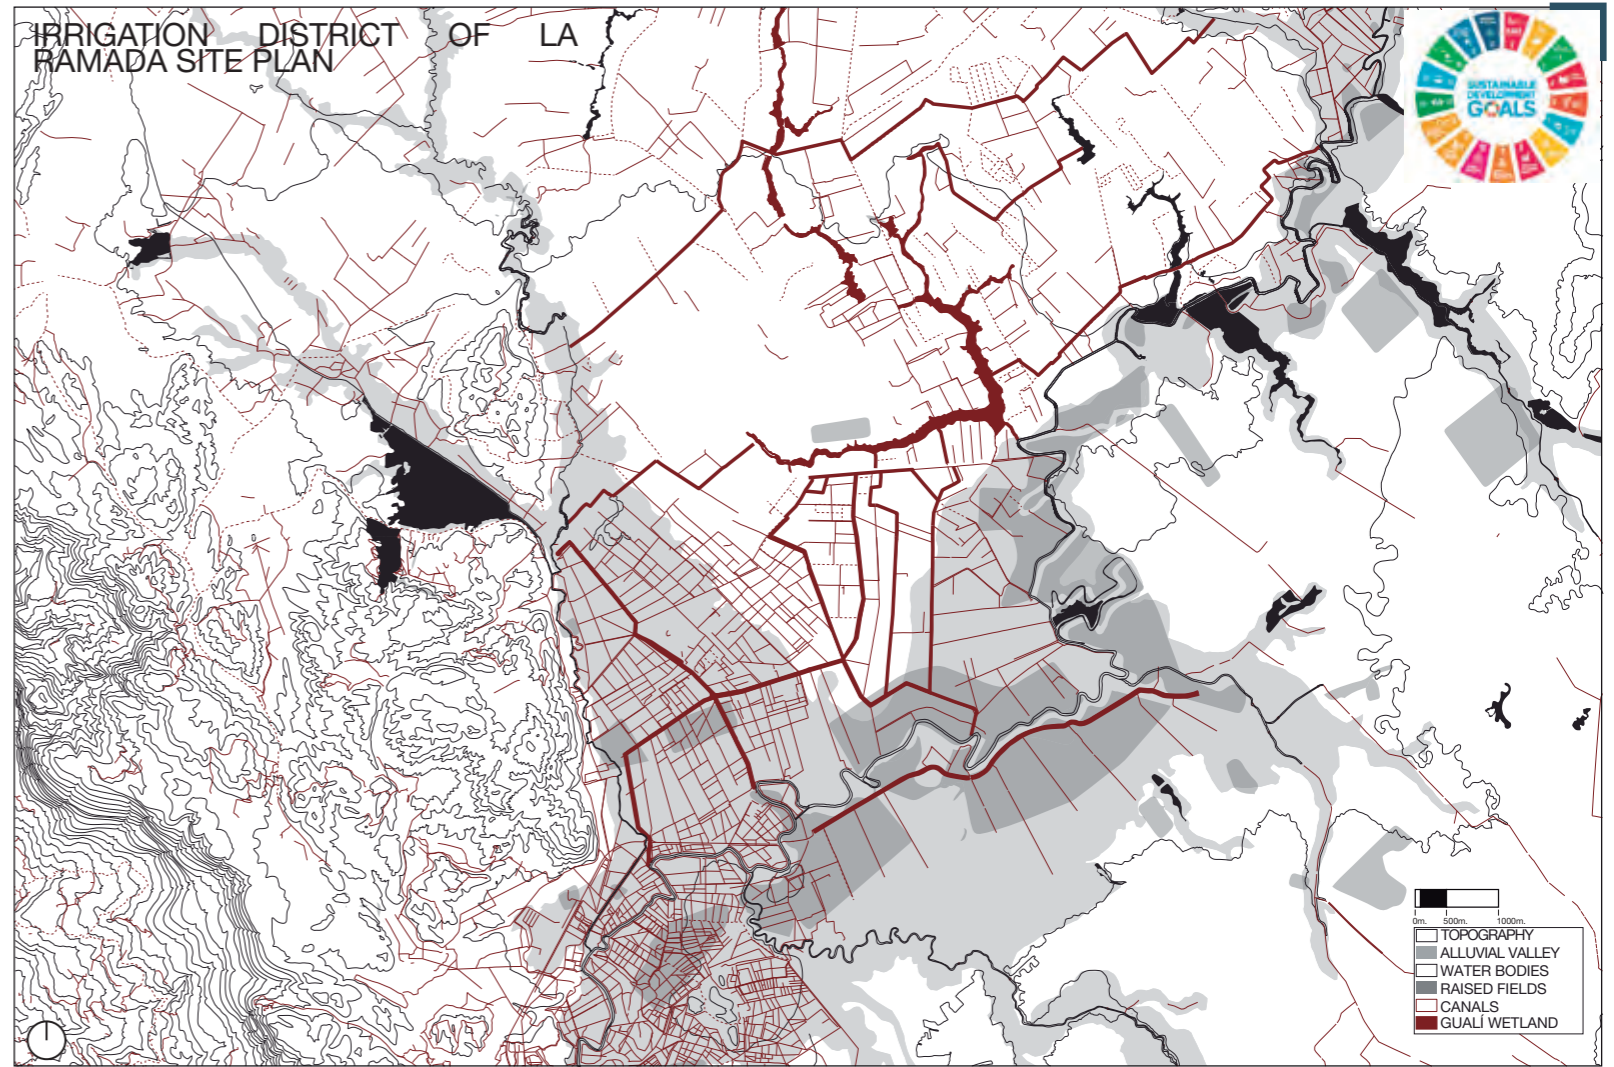 IRRIGATION DISTRICT OF LA
RAMADA SITE PLAN
SUSTAINABLE
DEVELOPMENT
GOALS
0m. 500m. 1000m.
TOPOGRAPHY
ALLUVIAL VALLEY
WATER BODIES
RAISED FIELDS
CANALS
GUALÍ WETLAND